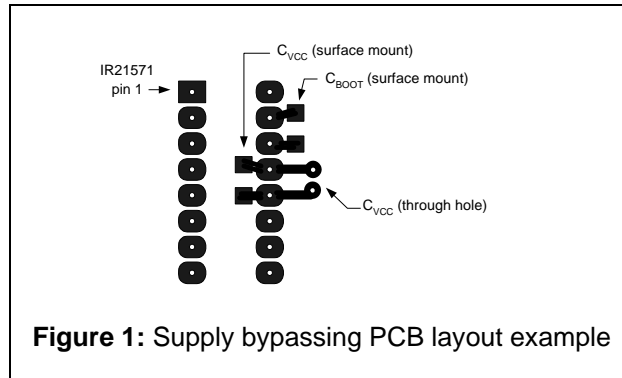 C_VCC (surface mount)
IR21571
pin 1
C_BOOT (surface mount)
C_VCC (through hole)
Figure 1: Supply bypassing PCB layout example